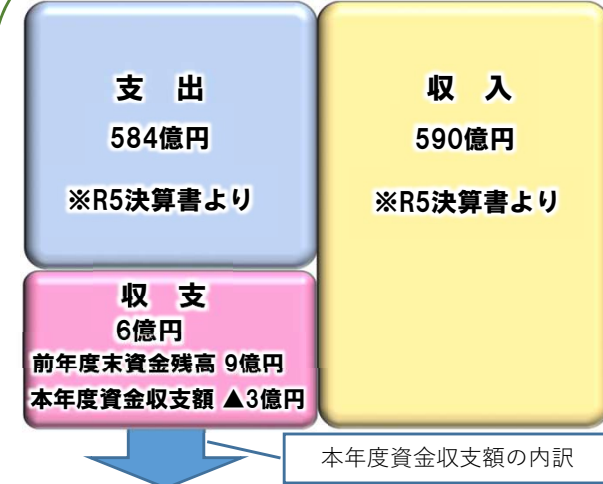 支　出
584億円
※R5決算書より
収　入
590億円
※R5決算書より
収　支
6億円
前年度末資金残高 9億円
本年度資金収支額 ▲3億円
本年度資金収支額の内訳